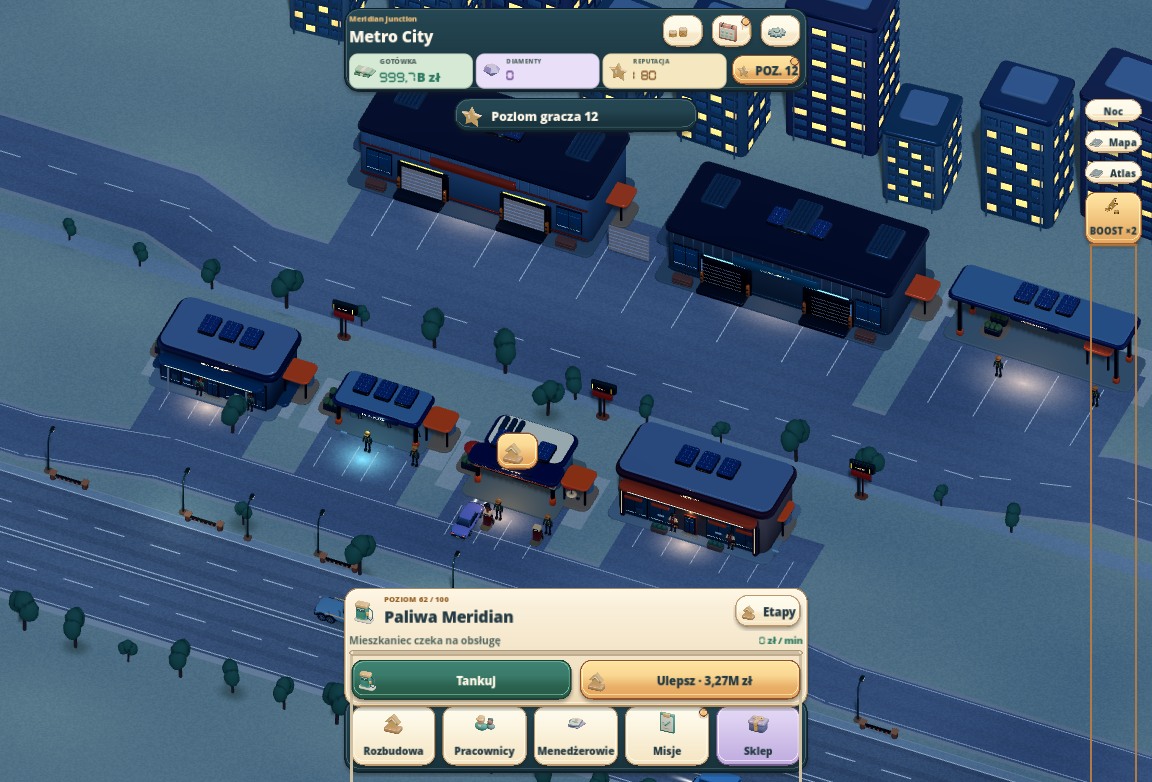 Meridian Junction
Metro City
GOTÓWKA
999,7B zł
DIAMENTY
0
REPUTACJA
80
POZ. 12
Poziom gracza 12
Noc
Mapa
Atlas
BOOST ×2
POZIOM 62 / 100
Paliwa Meridian
Etapy
Mieszkaniec czeka na obsługę
0 zł / min
Tankuj
Ulepsz · 3,27M zł
Rozbudowa
Pracownicy
Menedżerowie
Misje
Sklep